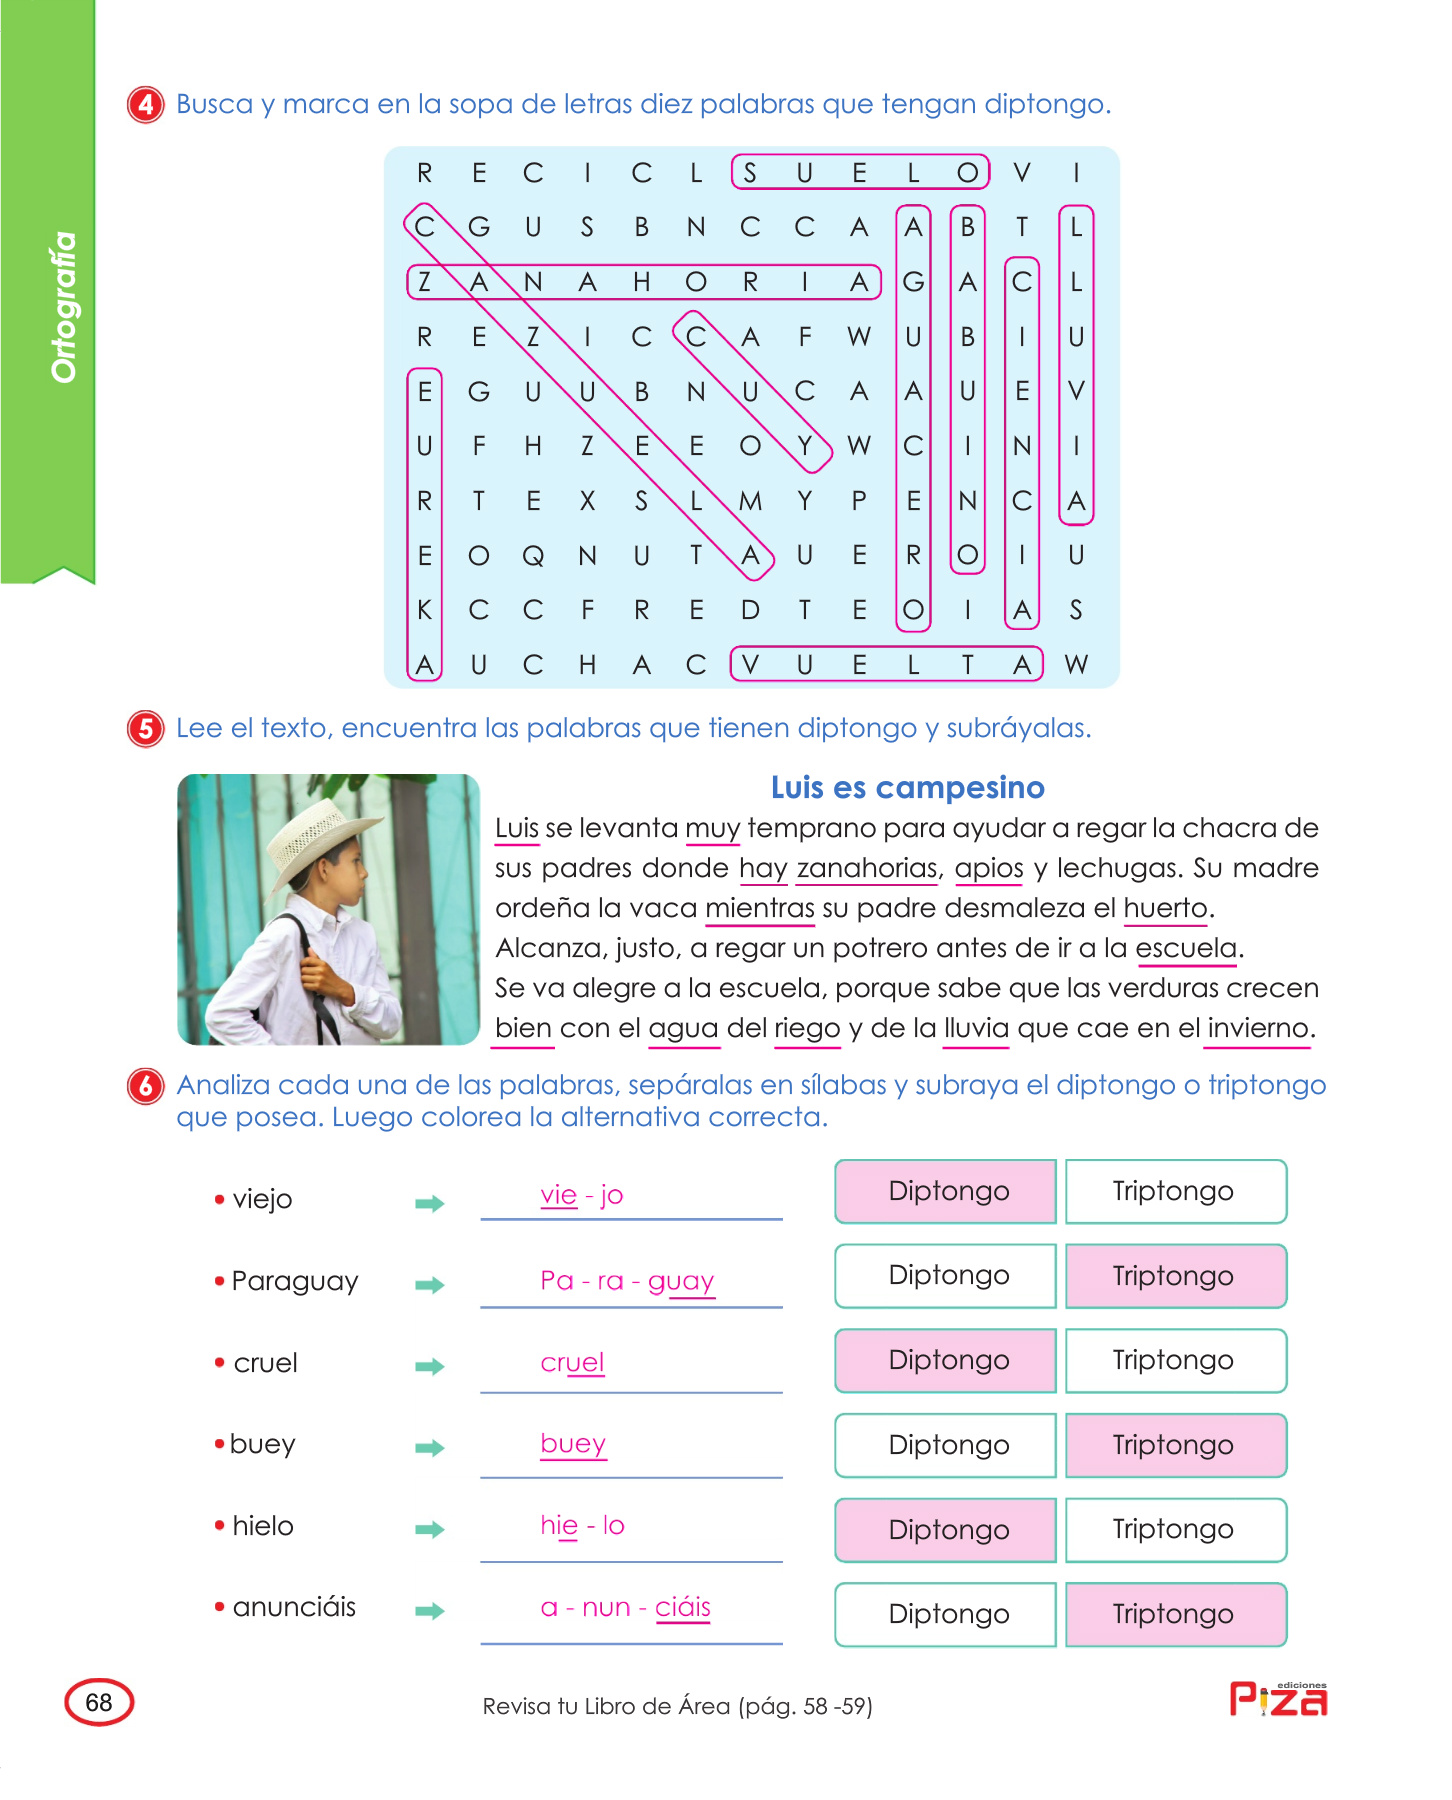 Ortografía
4 Busca y marca en la sopa de letras diez palabras que tengan diptongo.
R E C I C L S U E L O V I
C G U S B N C C A A B T L
Z A N A H O R I A G A C L
R E Z I C C A F W U B I U
E G U U B N U C A A U E V
U F H Z E E O Y W C I N I
R T E X S L M Y P E N C A
E O Q N U T A U E R O I U
K C C F R E D T E O I A S
A U C H A C V U E L T A W
5 Lee el texto, encuentra las palabras que tienen diptongo y subráyalas.
Luis es campesino
Luis se levanta muy temprano para ayudar a regar la chacra de
sus padres donde hay zanahorias, apios y lechugas. Su madre
ordeña la vaca mientras su padre desmaleza el huerto.
Alcanza, justo, a regar un potrero antes de ir a la escuela.
Se va alegre a la escuela, porque sabe que las verduras crecen
bien con el agua del riego y de la lluvia que cae en el invierno.
6 Analiza cada una de las palabras, sepáralas en sílabas y subraya el diptongo o triptongo
que posea. Luego colorea la alternativa correcta.
• viejo vie - jo Diptongo Triptongo
• Paraguay Pa - ra - guay Diptongo Triptongo
• cruel cruel Diptongo Triptongo
• buey buey Diptongo Triptongo
• hielo hie - lo Diptongo Triptongo
• anunciáis a - nun - ciáis Diptongo Triptongo
68
Revisa tu Libro de Área (pág. 58 -59)
ediciones
Piza